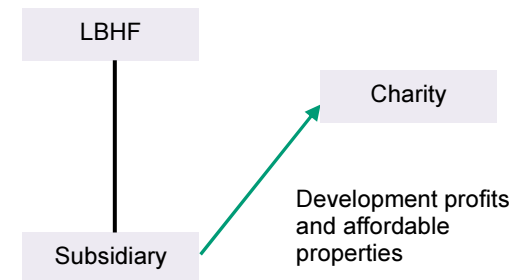 LBHF
Charity
Development profits
and affordable
properties
Subsidiary